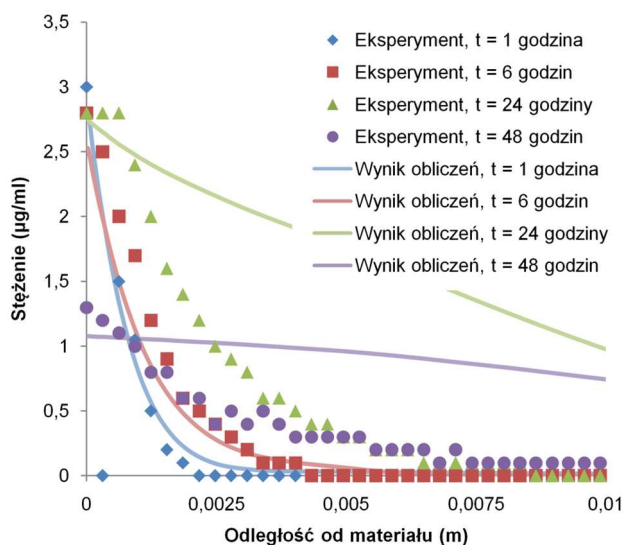 3,5
3
2,5
2
1,5
1
0,5
0
Stężenie (µg/ml)
Eksperyment, t = 1 godzina
Eksperyment, t = 6 godzin
Eksperyment, t = 24 godziny
Eksperyment, t = 48 godzin
Wynik obliczeń, t = 1 godzina
Wynik obliczeń, t = 6 godzin
Wynik obliczeń, t = 24 godziny
Wynik obliczeń, t = 48 godzin
0 0,0025 0,005 0,0075 0,01
Odległość od materiału (m)